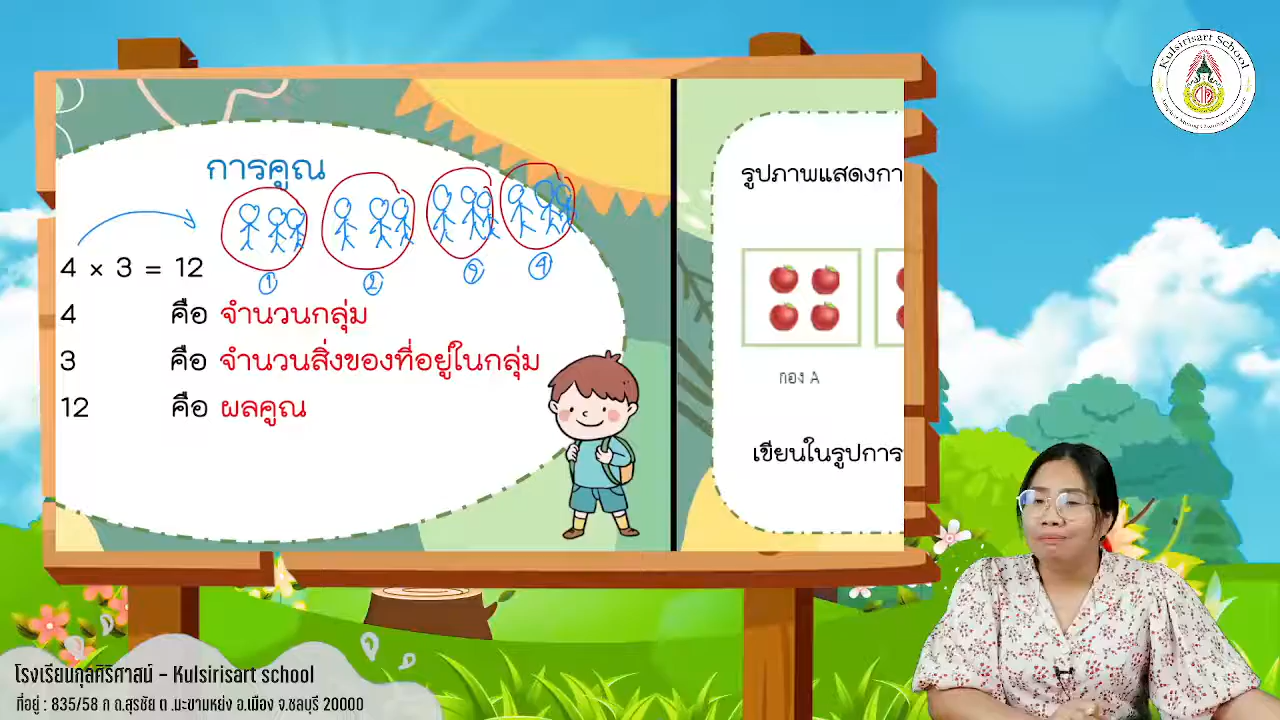 Kulsirisart School
การคูณ
① ② ③ ④
4 × 3 = 12
4 คือ จำนวนกลุ่ม
3 คือ จำนวนสิ่งของที่อยู่ในกลุ่ม
12 คือ ผลคูณ
รูปภาพแสดงกา
กอง A
เขียนในรูปการ
โรงเรียนกุลศิริศาสน์ - Kulsirisart school
ที่อยู่ : 835/58 ก ถ.สุรชัย ต .มะขามหย่ง อ.เมือง จ.ชลบุรี 20000